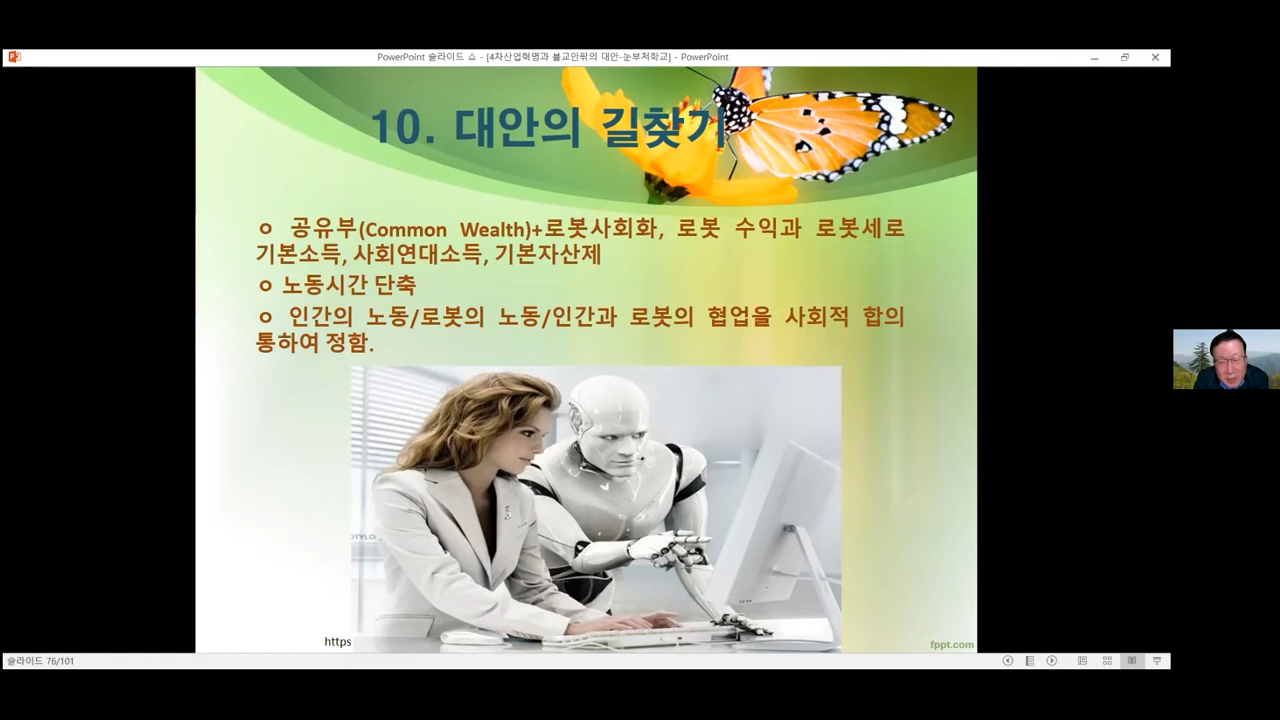 PowerPoint 슬라이드 쇼 - [4차산업혁명과 불교안팎의 대안-눈부처학교] - PowerPoint
10. 대안의 길찾기
ㅇ 공유부(Common Wealth)+로봇사회화, 로봇 수익과 로봇세로
기본소득, 사회연대소득, 기본자산제
ㅇ 노동시간 단축
ㅇ 인간의 노동/로봇의 노동/인간과 로봇의 협업을 사회적 합의
통하여 정함.
https
fppt.com
슬라이드 76/101